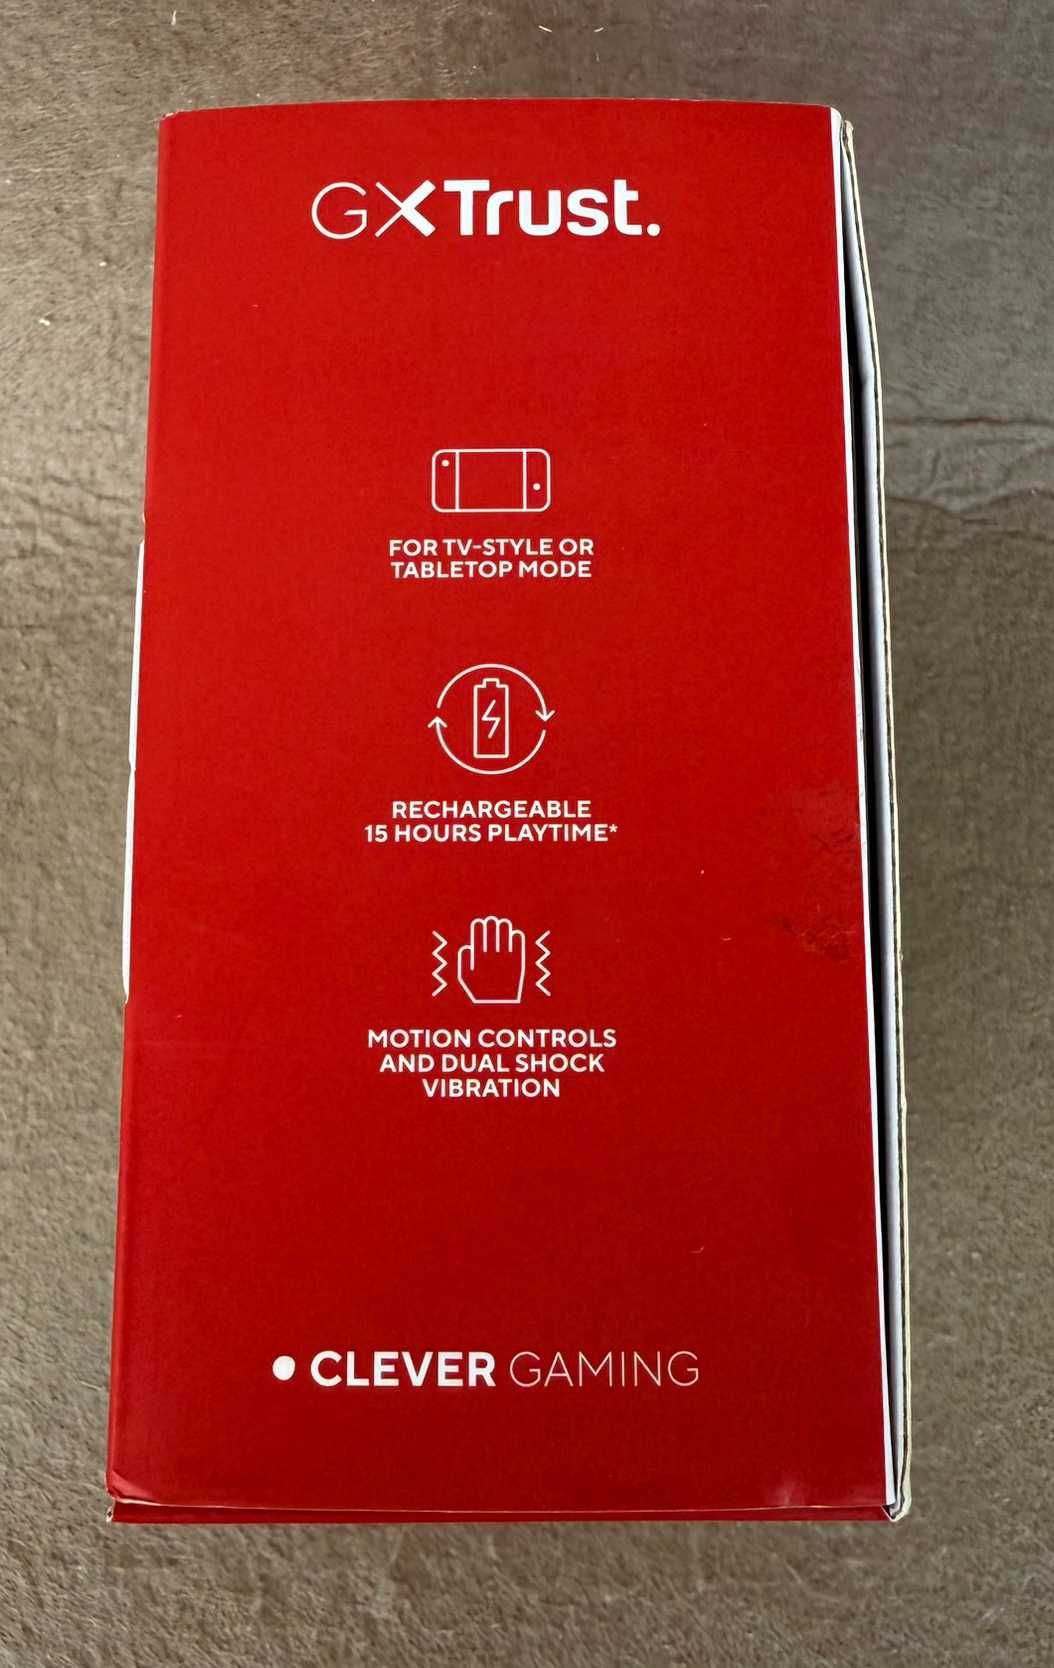 GXTrust.
FOR TV-STYLE OR
TABLETOP MODE
RECHARGEABLE
15 HOURS PLAYTIME*
MOTION CONTROLS
AND DUAL SHOCK
VIBRATION
• CLEVER GAMING